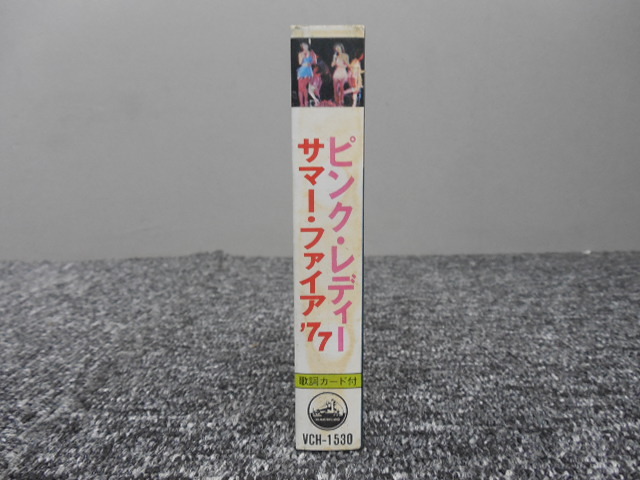 ピンク・レディー
サマー・ファイア'77
歌詞カード付
VCH-1530